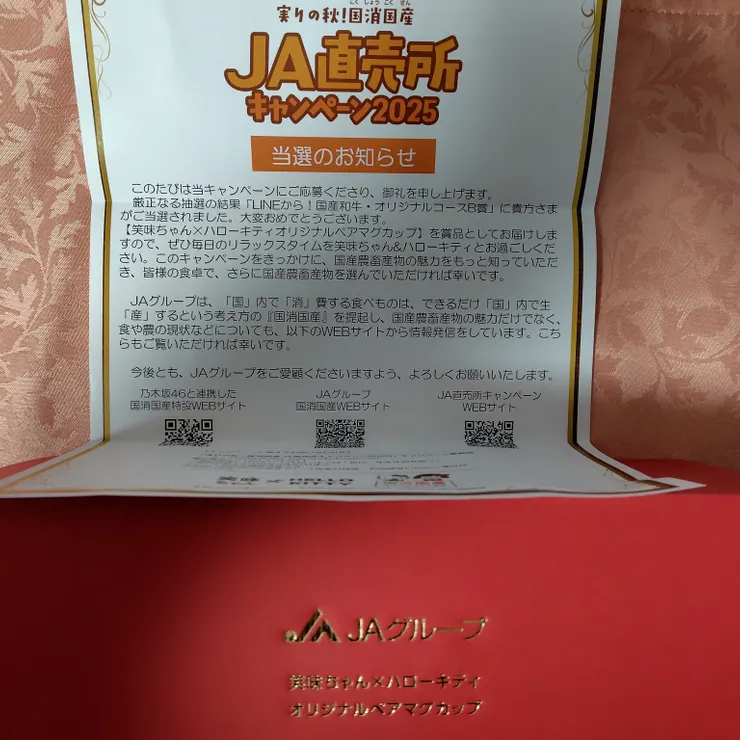 こくしょうこくさん
実りの秋!国消国産
JA直売所
キャンペーン2025
当選のお知らせ
このたびは当キャンペーンにご応募くださり、御礼を申し上げます。
厳正なる抽選の結果「LINEから!国産和牛・オリジナルコースB賞」に貴方さま
がご当選されました。大変おめでとうございます。
【笑味ちゃん×ハローキティオリジナルペアマグカップ】を賞品としてお届けしま
すので、ぜひ毎日のリラックスタイムを笑味ちゃん&ハローキティとお過ごしくだ
さい。このキャンペーンをきっかけに、国産農畜産物の魅力をもっと知っていただ
き、皆様の食卓で、さらに国産農畜産物を選んでいただければ幸いです。
JAグループは、「国」内で「消」費する食べものは、できるだけ「国」内で生
「産」するという考え方の『国消国産』を提起し、国産農畜産物の魅力だけでなく、
食や農の現状などについても、以下のWEBサイトから情報発信をしています。こち
らもご覧いただければ幸いです。
今後とも、JAグループをご愛顧くださいますよう、よろしくお願いいたします。
乃木坂46と連携した
国消国産特設WEBサイト
JAグループ
国消国産WEBサイト
JA直売所キャンペーン
WEBサイト
JAグループ
笑味ちゃん×ハローキティ
オリジナルペアマグカップ